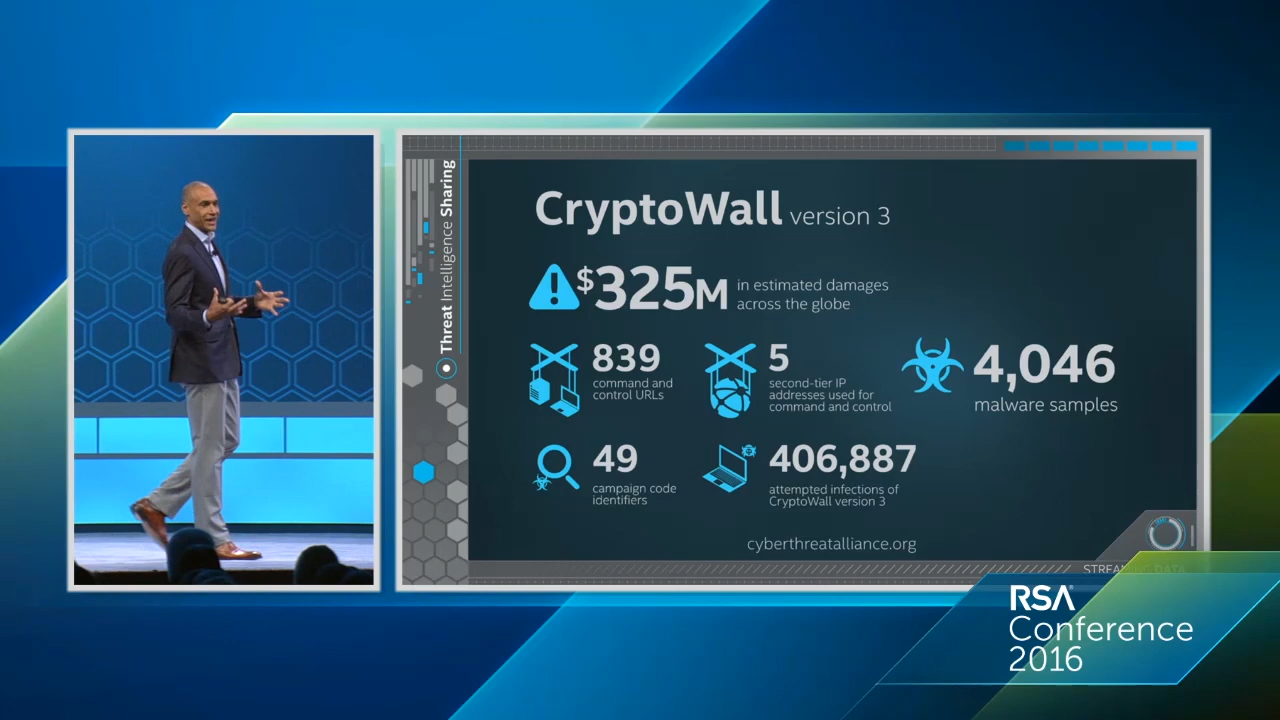 Threat Intelligence Sharing
CryptoWall version 3
$325M
in estimated damages
across the globe
839
command and
control URLs
5
second-tier IP
addresses used for
command and control
4,046
malware samples
49
campaign code
identifiers
406,887
attempted infections of
CryptoWall version 3
cyberthreatalliance.org
STREAMING DATA
RSA
Conference
2016